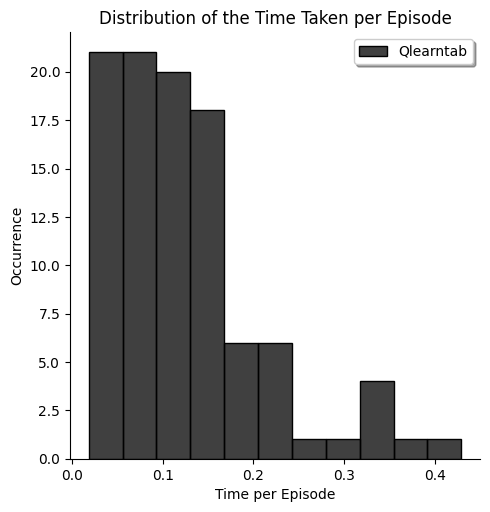 Distribution of the Time Taken per Episode
Qlearntab
20.0
17.5
15.0
12.5
10.0
7.5
5.0
2.5
0.0
Occurrence
0.0 0.1 0.2 0.3 0.4
Time per Episode